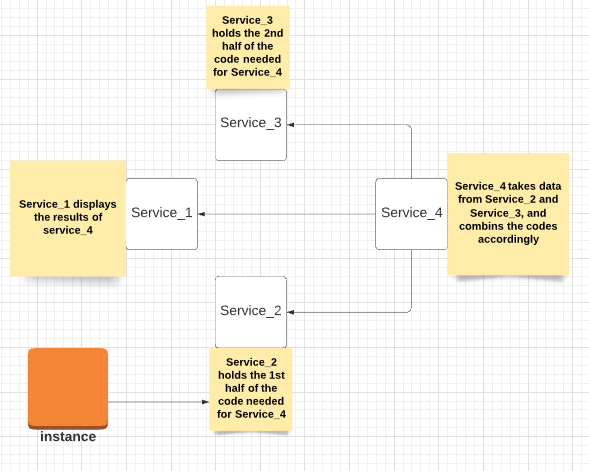 Service_3
holds the 2nd
half of the
code needed
for Service_4
Service_3
Service_1 displays
the results of
service_4
Service_1
Service_4
Service_4 takes data
from Service_2 and
Service_3, and
combines the codes
accordingly
Service_2
Service_2
holds the 1st
half of the
code needed
for Service_4
instance